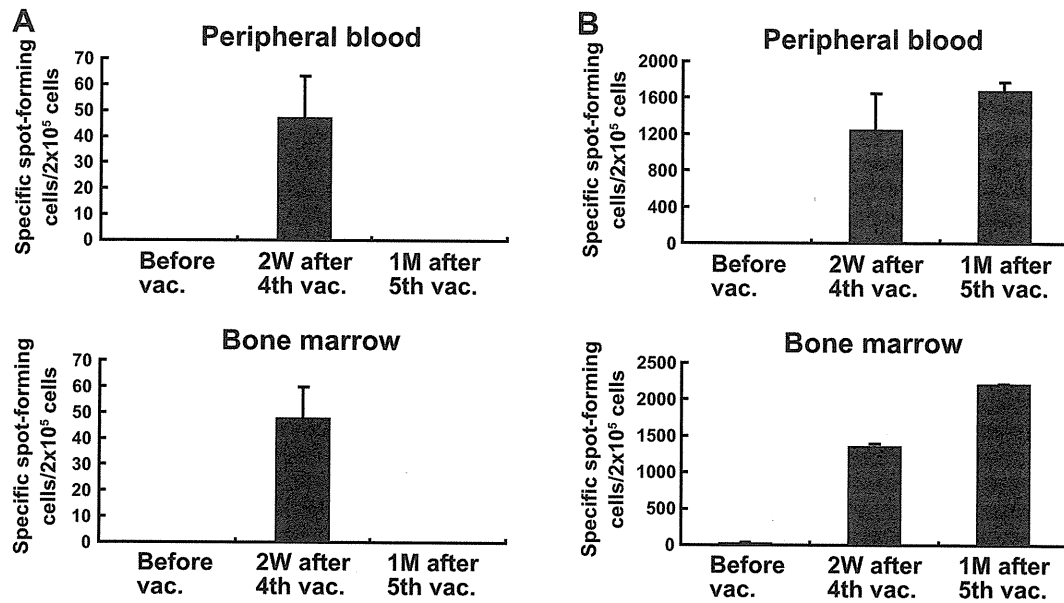 A
Peripheral blood
Specific spot-forming
cells/2x10⁵ cells
70
60
50
40
30
20
10
0
Before
vac.
2W after
4th vac.
1M after
5th vac.
Bone marrow
Specific spot-forming
cells/2x10⁵ cells
70
60
50
40
30
20
10
0
Before
vac.
2W after
4th vac.
1M after
5th vac.
B
Peripheral blood
Specific spot-forming
cells/2x10⁵ cells
2000
1600
1200
800
400
0
Before
vac.
2W after
4th vac.
1M after
5th vac.
Bone marrow
Specific spot-forming
cells/2x10⁵ cells
2500
2000
1500
1000
500
0
Before
vac.
2W after
4th vac.
1M after
5th vac.